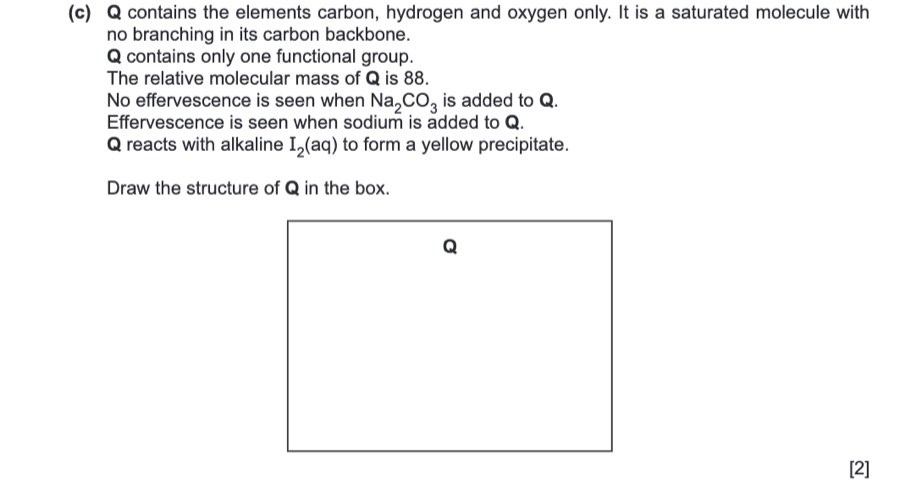 (c) Q contains the elements carbon, hydrogen and oxygen only. It is a saturated molecule with
no branching in its carbon backbone.
Q contains only one functional group.
The relative molecular mass of Q is 88.
No effervescence is seen when Na₂CO₃ is added to Q.
Effervescence is seen when sodium is added to Q.
Q reacts with alkaline I₂(aq) to form a yellow precipitate.
Draw the structure of Q in the box.
Q
[2]